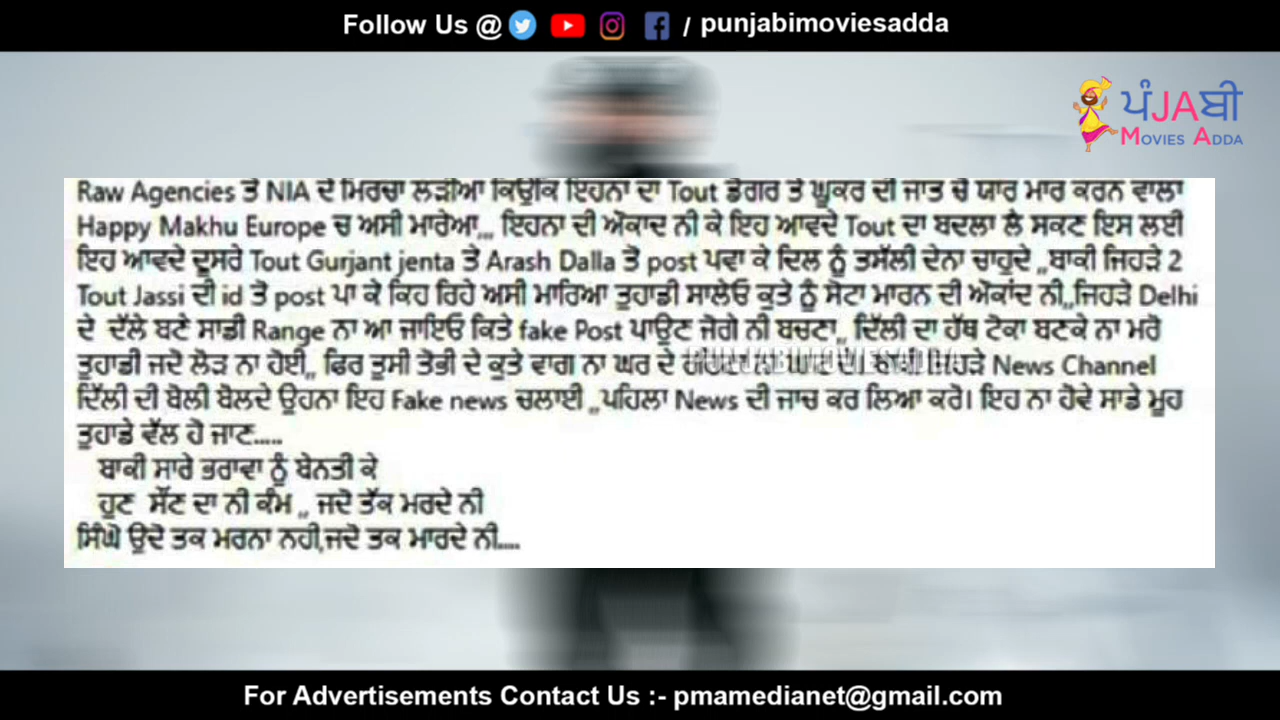 Follow Us @ / punjabimoviesadda
ਪੰJAਬੀ
MOVIES ADDA
Raw Agencies ਤੇ NIA ਦੇ ਮਿਰਚਾ ਲੜੀਆ ਕਿਉਂਕਿ ਇਹਨਾ ਦਾ Tout ਡੰਗਰ ਤੇ ਘੂਕਰ ਦੀ ਜਾਤ ਚੋ ਯਾਰ ਮਾਰ ਕਰਨ ਵਾਲਾ
Happy Makhu Europe ਚ ਅਸੀ ਮਾਰੇਆ,,, ਇਹਨਾ ਦੀ ਔਕਾਦ ਨੀ ਕੇ ਇਹ ਆਵਦੇ Tout ਦਾ ਬਦਲਾ ਲੈ ਸਕਣ ਇਸ ਲਈ
ਇਹ ਆਵਦੇ ਦੂਸਰੇ Tout Gurjant jenta ਤੇ Arash Dalla ਤੋ post ਪਵਾ ਕੇ ਦਿਲ ਨੂੰ ਤਸੱਲੀ ਦੇਨਾ ਚਾਹੁਦੇ ,,ਬਾਕੀ ਜਿਹੜੇ 2
Tout Jassi ਦੀ id ਤੋ post ਪਾ ਕੇ ਕਿਹ ਰਿਹੇ ਅਸੀ ਮਾਰਿਆ ਤੁਹਾਡੀ ਸਾਲੇਓ ਕੁਤੇ ਨੂੰ ਸੋਟਾ ਮਾਰਨ ਦੀ ਔਕਾਂਦ ਨੀ,,ਜਿਹੜੇ Delhi
ਦੇ ਦੱਲੇ ਬਣੇ ਸਾਡੀ Range ਨਾ ਆ ਜਾਇਓ ਕਿਤੇ fake Post ਪਾਉਣ ਜੋਗੇ ਨੀ ਬਚਣਾ,, ਦਿੱਲੀ ਦਾ ਹੱਥ ਟੋਕਾ ਬਣਕੇ ਨਾ ਮਰੋ
ਤੁਹਾਡੀ ਜਦੋ ਲੋੜ ਨਾ ਹੋਈ,, ਫਿਰ ਤੁਸੀ ਤੋਭੀ ਦੇ ਕੁਤੇ ਵਾਗ ਨਾ ਘਰ ਦੇ News Channel
PUNJABIMOVIESADDA
ਦਿੱਲੀ ਦੀ ਬੋਲੀ ਬੋਲਦੇ ਉਹਨਾ ਇਹ Fake news ਚਲਾਈ ,,ਪਹਿਲਾ News ਦੀ ਜਾਚ ਕਰ ਲਿਆ ਕਰੋ। ਇਹ ਨਾ ਹੋਵੇ ਸਾਡੇ ਮੂਹ
ਤੁਹਾਡੇ ਵੱਲ ਹੋ ਜਾਣ.....
ਬਾਕੀ ਸਾਰੇ ਭਰਾਵਾ ਨੂੰ ਬੇਨਤੀ ਕੇ
ਹੁਣ ਸੌਣ ਦਾ ਨੀ ਕੰਮ ,, ਜਦੋ ਤੱਕ ਮਰਦੇ ਨੀ
ਸਿੰਘੋ ਉਦੋ ਤਕ ਮਰਨਾ ਨਹੀ,ਜਦੋ ਤਕ ਮਾਰਦੇ ਨੀ....
For Advertisements Contact Us :- pmamedianet@gmail.com